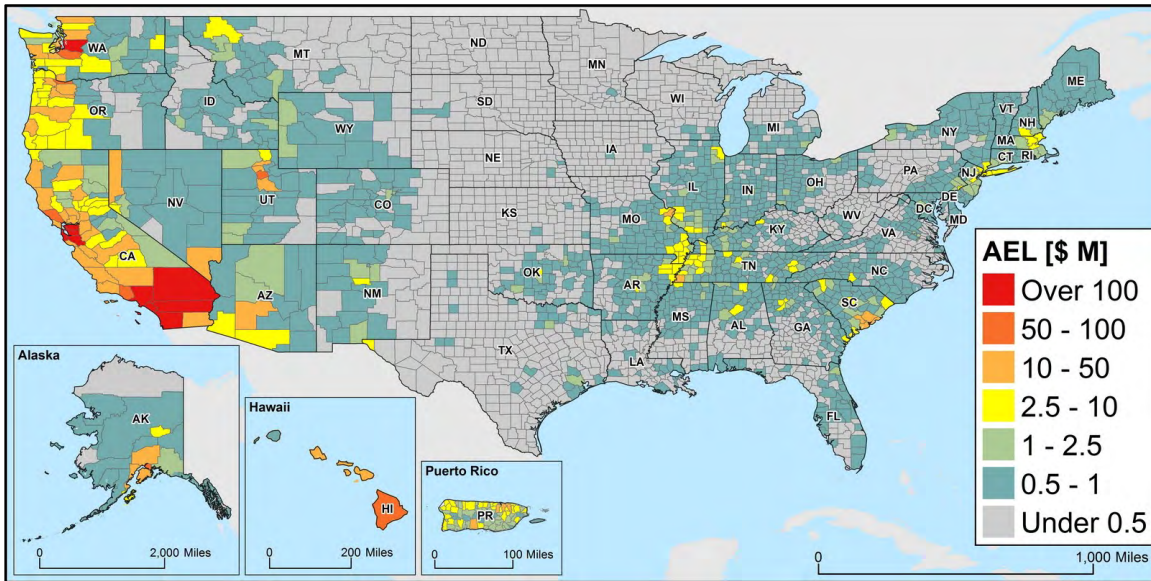 WA
MT
ND
MN
ME
OR
ID
SD
WI
VT
NH
WY
MI
NY
MA
CT
RI
NE
IA
PA
NJ
NV
UT
CO
IL
IN
OH
DE
DC
MD
WV
VA
CA
KS
MO
KY
AZ
NM
OK
AR
TN
NC
SC
MS
AL
GA
TX
LA
FL
AEL [$ M]
Over 100
50 - 100
10 - 50
2.5 - 10
1 - 2.5
0.5 - 1
Under 0.5
Alaska
AK
0 2,000 Miles
Hawaii
HI
0 200 Miles
Puerto Rico
PR
0 100 Miles
0 1,000 Miles